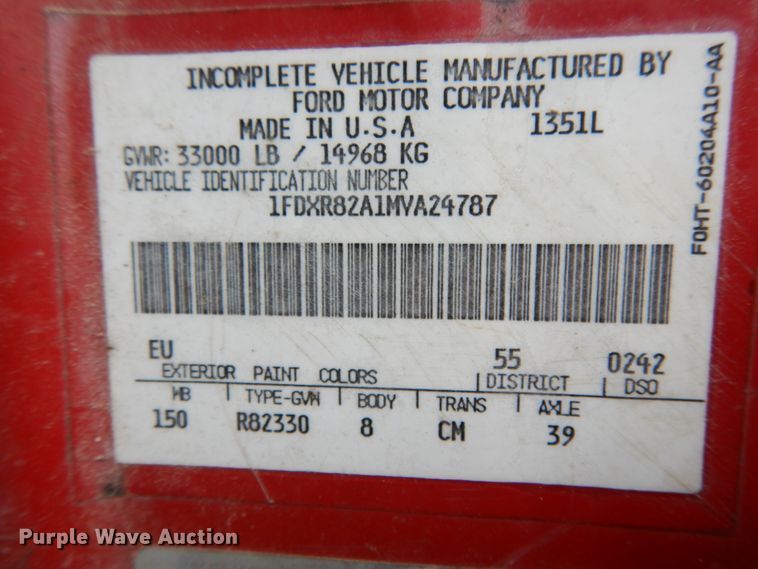 INCOMPLETE VEHICLE MANUFACTURED BY
FORD MOTOR COMPANY
MADE IN U.S.A 1351L
GVWR: 33000 LB / 14968 KG
VEHICLE IDENTIFICATION NUMBER
1FDXR82A1MVA24787
EU 55 0242
EXTERIOR PAINT COLORS DISTRICT DSO
WB TYPE-GVW BODY TRANS AXLE
150 R82330 8 CM 39
F0HT-60204A10-AA
Purple Wave Auction